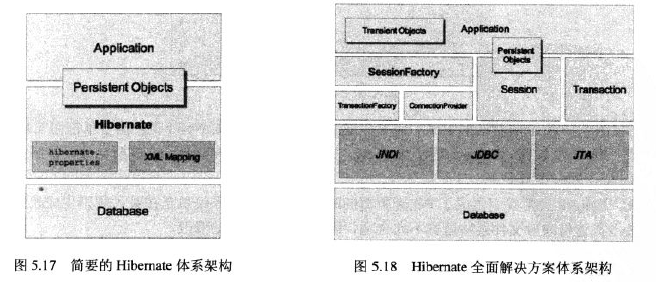 Application
Persistent Objects
Hibernate
hibernate.
properties
XML Mapping
Database
图 5.17 简要的 Hibernate 体系架构
Transient Objects
Application
Persistent
Objects
SessionFactory
Session
Transaction
TransactionFactory
ConnectionProvider
JNDI
JDBC
JTA
Database
图 5.18 Hibernate 全面解决方案体系架构